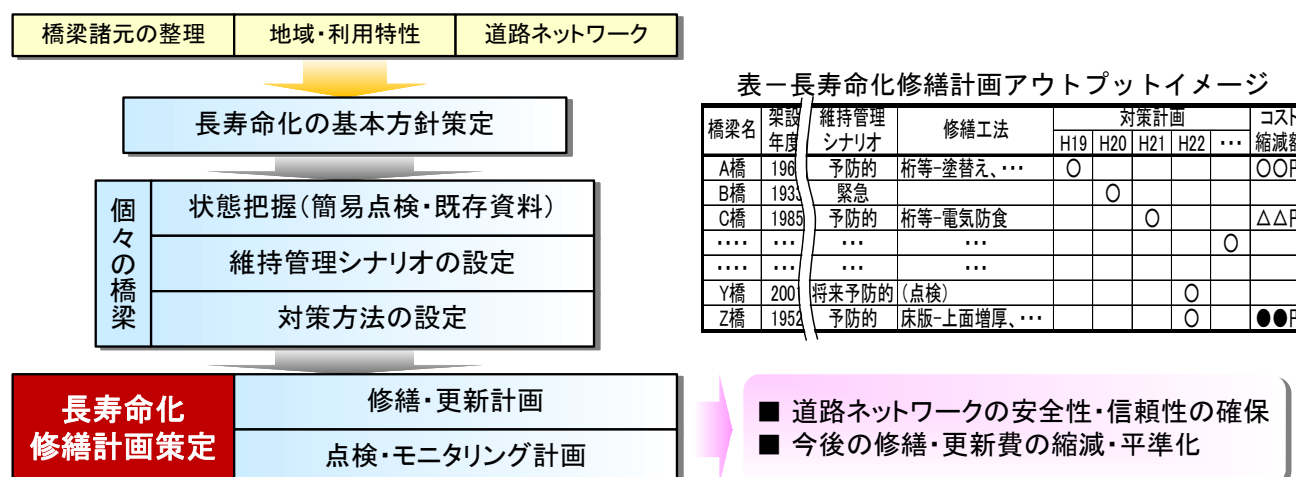 橋梁諸元の整理 地域・利用特性 道路ネットワーク
長寿命化の基本方針策定
個々の橋梁
状態把握(簡易点検・既存資料)
維持管理シナリオの設定
対策方法の設定
長寿命化
修繕計画策定
修繕・更新計画
点検・モニタリング計画
表－長寿命化修繕計画アウトプットイメージ
橋梁名 架設年度 維持管理シナリオ 修繕工法 対策計画 コスト縮減額
H19 H20 H21 H22 ・・・
A橋 196 予防的 桁等-塗替え、・・・ ○ ○○
B橋 193 緊急 ○
C橋 1985 予防的 桁等-電気防食 ○ △△
・・・・ ・・・ ・・・ ・・・ ○
・・・・ ・・・ ・・・ ・・・
Y橋 200 将来予防的 (点検) ○
Z橋 1952 予防的 床版-上面増厚、・・・ ○ ●●
■ 道路ネットワークの安全性・信頼性の確保
■ 今後の修繕・更新費の縮減・平準化